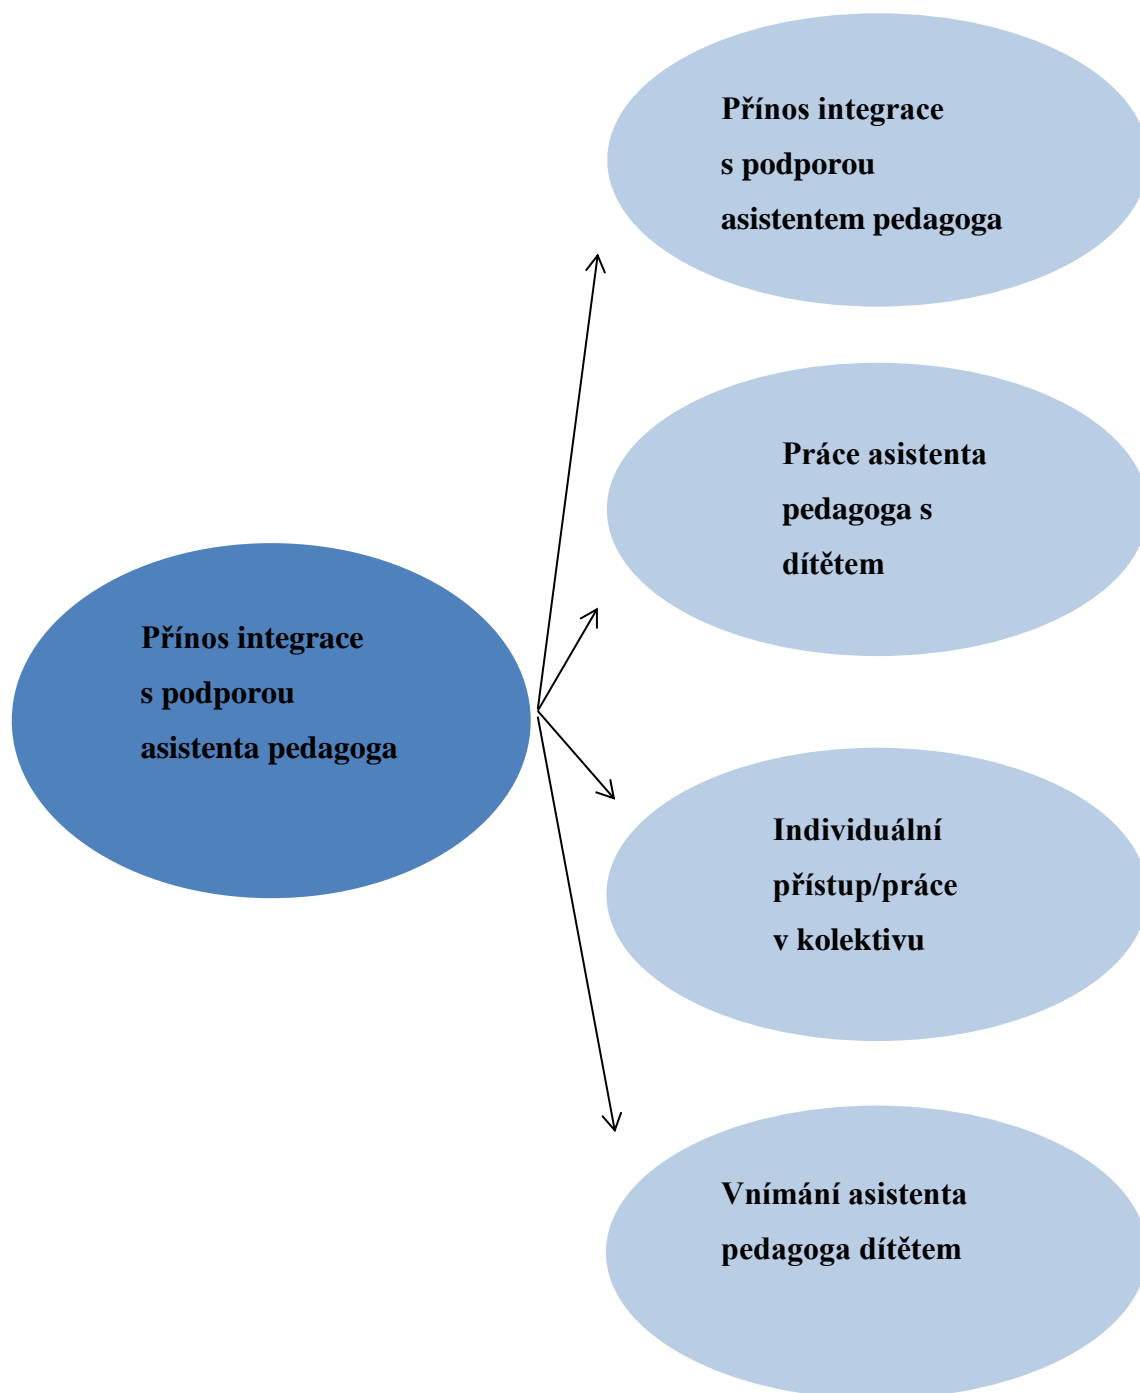 Přínos integrace
s podporou
asistentem pedagoga
Práce asistenta
pedagoga s
dítětem
Přínos integrace
s podporou
asistenta pedagoga
Individuální
přístup/práce
v kolektivu
Vnímání asistenta
pedagoga dítětem